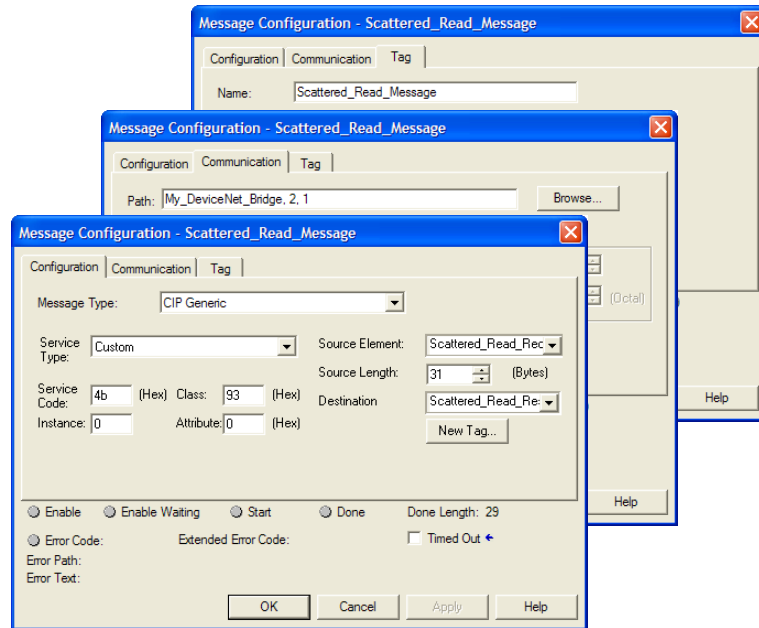 Message Configuration - Scattered_Read_Message
Configuration Communication Tag
Name: Scattered_Read_Message
Help
Message Configuration - Scattered_Read_Message
Configuration Communication Tag
Path: My_DeviceNet_Bridge, 2, 1 Browse...
(Octal)
Help
Message Configuration - Scattered_Read_Message
Configuration Communication Tag
Message Type: CIP Generic
Service Type: Custom
Source Element: Scattered_Read_Rec
Source Length: 31 (Bytes)
Service Code: 4b (Hex) Class: 93 (Hex)
Destination Scattered_Read_Re
Instance: 0 Attribute: 0 (Hex)
New Tag...
Enable Enable Waiting Start Done Done Length: 29
Error Code: Extended Error Code: Timed Out
Error Path:
Error Text:
OK Cancel Apply Help